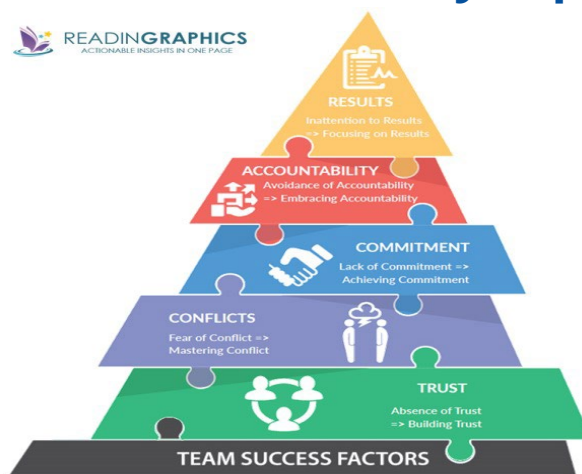 READINGRAPHICS
ACTIONABLE INSIGHTS IN ONE PAGE
RESULTS
Inattention to Results
=> Focusing on Results
ACCOUNTABILITY
Avoidance of Accountability
=> Embracing Accountability
COMMITMENT
Lack of Commitment =>
Achieving Commitment
CONFLICTS
Fear of Conflict =>
Mastering Conflict
TRUST
Absence of Trust
=> Building Trust
TEAM SUCCESS FACTORS